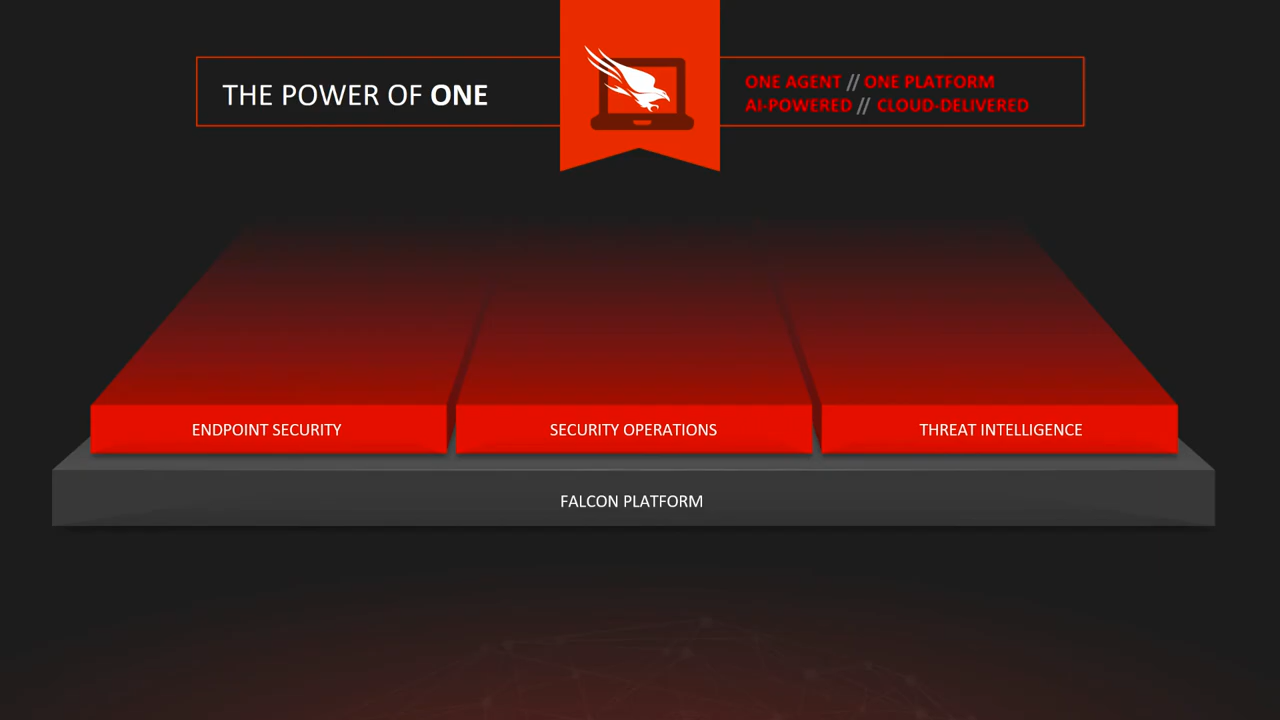 THE POWER OF ONE
ONE AGENT // ONE PLATFORM
AI-POWERED // CLOUD-DELIVERED
ENDPOINT SECURITY
SECURITY OPERATIONS
THREAT INTELLIGENCE
FALCON PLATFORM